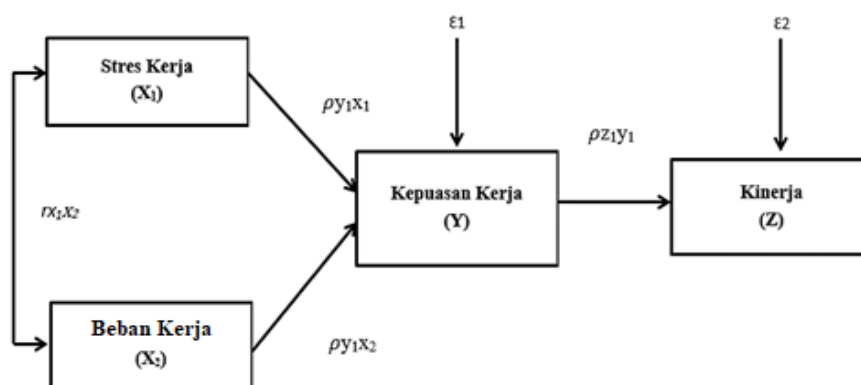 ε1
ε2
Stres Kerja
(X₁)
ρy₁x₁
ρz₁y₁
Kepuasan Kerja
(Y)
Kinerja
(Z)
rx₁x₂
Beban Kerja
(X₂)
ρy₁x₂